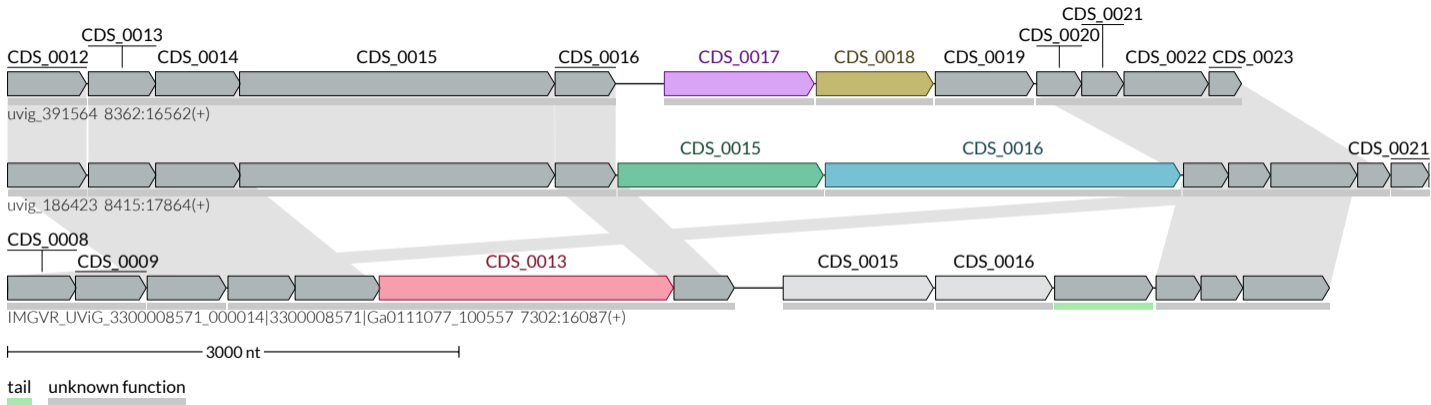 CDS_0021
CDS_0013 CDS_0020
CDS_0012 CDS_0014 CDS_0015 CDS_0016 CDS_0017 CDS_0018 CDS_0019 CDS_0022 CDS_0023
uvig_391564 8362:16562(+)
CDS_0015 CDS_0016 CDS_0021
uvig_186423 8415:17864(+)
CDS_0008
CDS_0009 CDS_0013 CDS_0015 CDS_0016
IMGVR_UViG_3300008571_000014|3300008571|Ga0111077_100557 7302:16087(+)
3000 nt
tail unknown function